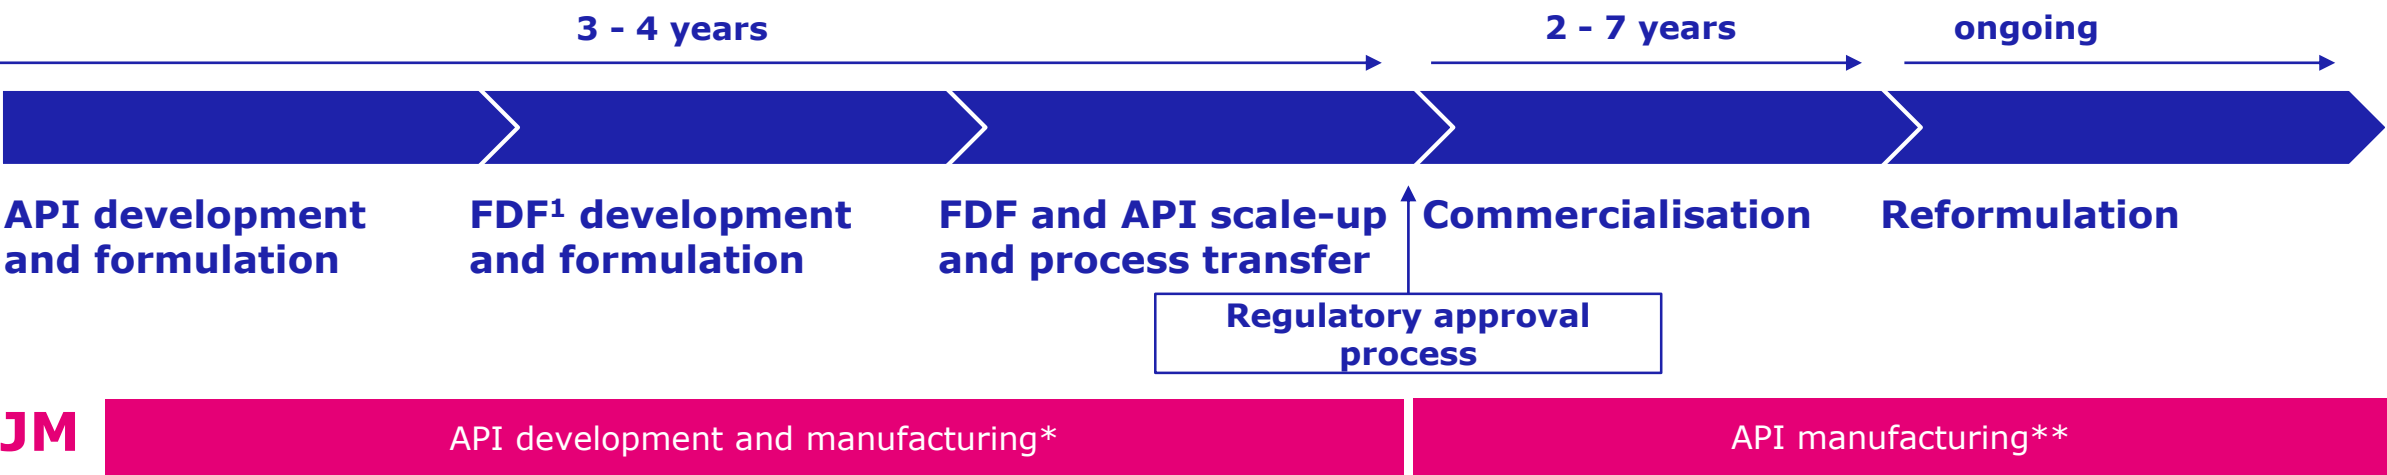 3 - 4 years
2 - 7 years
ongoing
API development
and formulation
FDF¹ development
and formulation
FDF and API scale-up
and process transfer
Commercialisation
Reformulation
Regulatory approval
process
JM
API development and manufacturing*
API manufacturing**